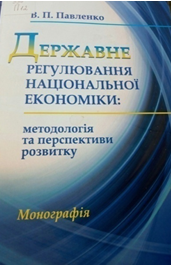 В. П. Павленко
ДЕРЖАВНЕ
РЕГУЛЮВАННЯ
НАЦІОНАЛЬНОЇ
ЕКОНОМІКИ:
методологія
та перспективи
розвитку
Монографія